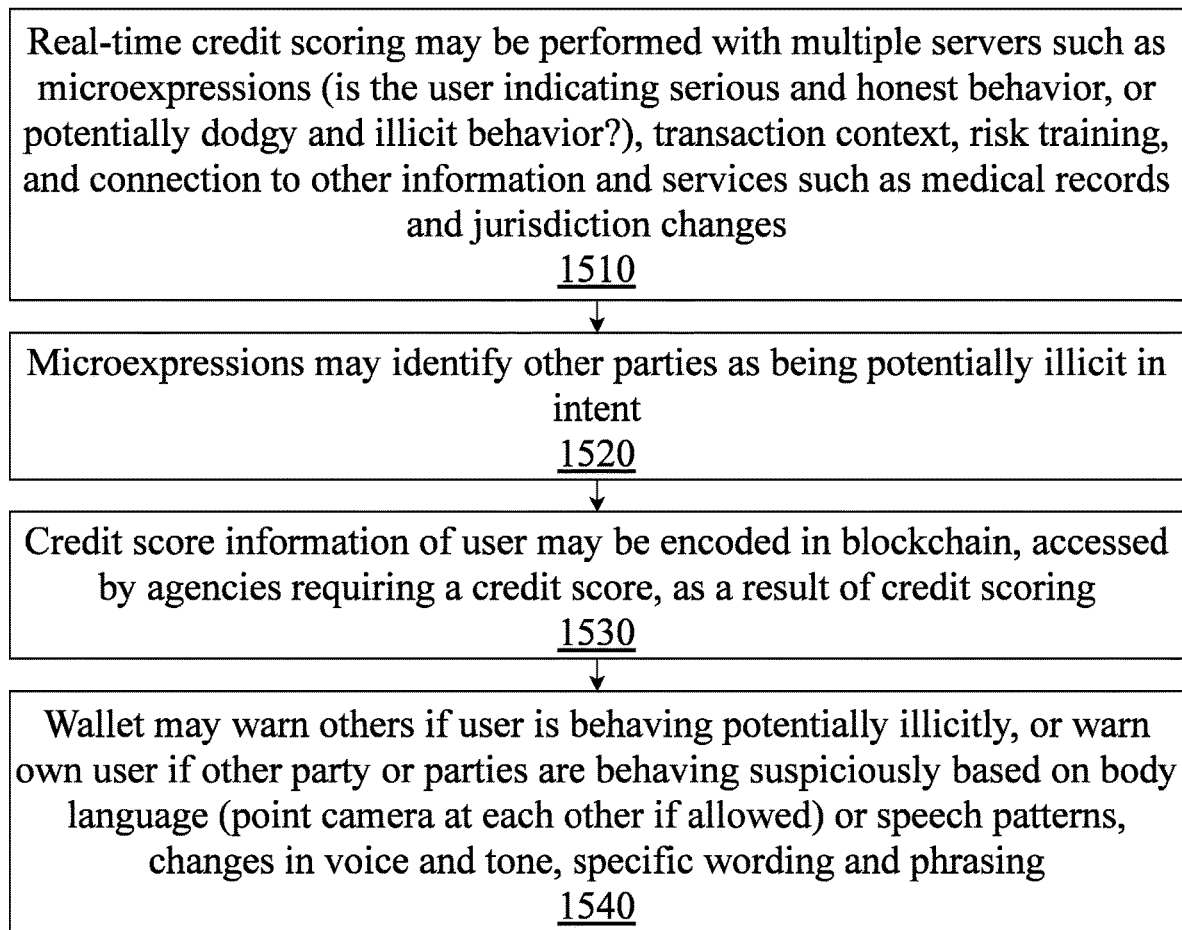 Real-time credit scoring may be performed with multiple servers such as
microexpressions (is the user indicating serious and honest behavior, or
potentially dodgy and illicit behavior?), transaction context, risk training,
and connection to other information and services such as medical records
and jurisdiction changes
1510
Microexpressions may identify other parties as being potentially illicit in
intent
1520
Credit score information of user may be encoded in blockchain, accessed
by agencies requiring a credit score, as a result of credit scoring
1530
Wallet may warn others if user is behaving potentially illicitly, or warn
own user if other party or parties are behaving suspiciously based on body
language (point camera at each other if allowed) or speech patterns,
changes in voice and tone, specific wording and phrasing
1540